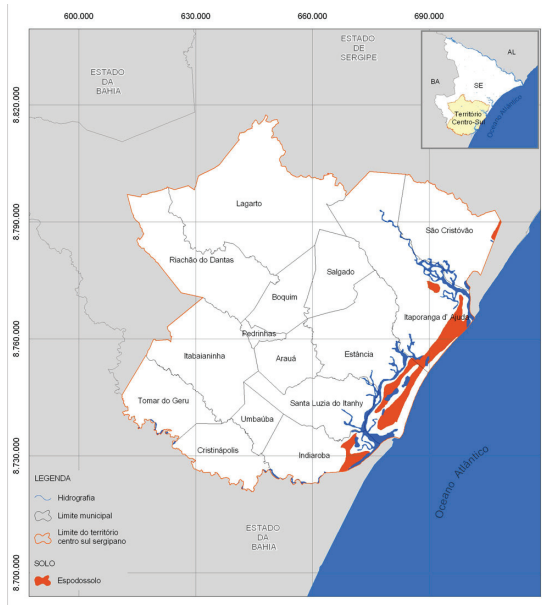 600.000
630.000
660.000
690.000
ESTADO
DA
BAHIA
ESTADO
DE
SERGIPE
AL
BA
SE
Território
Centro-Sul
Oceano Atlântico
8.820.000
8.790.000
8.760.000
8.730.000
8.700.000
Lagarto
São Cristóvão
Riachão do Dantas
Salgado
Boquim
Itaporanga d' Ajuda
Pedrinhas
Itabaianinha
Arauá
Estância
Tomar do Geru
Santa Luzia do Itanhy
Umbaúba
Cristinápolis
Indiaroba
Oceano Atlântico
ESTADO
DA
BAHIA
LEGENDA
Hidrografia
Limite municipal
Limite do território
centro sul sergipano
SOLO
Espodossolo